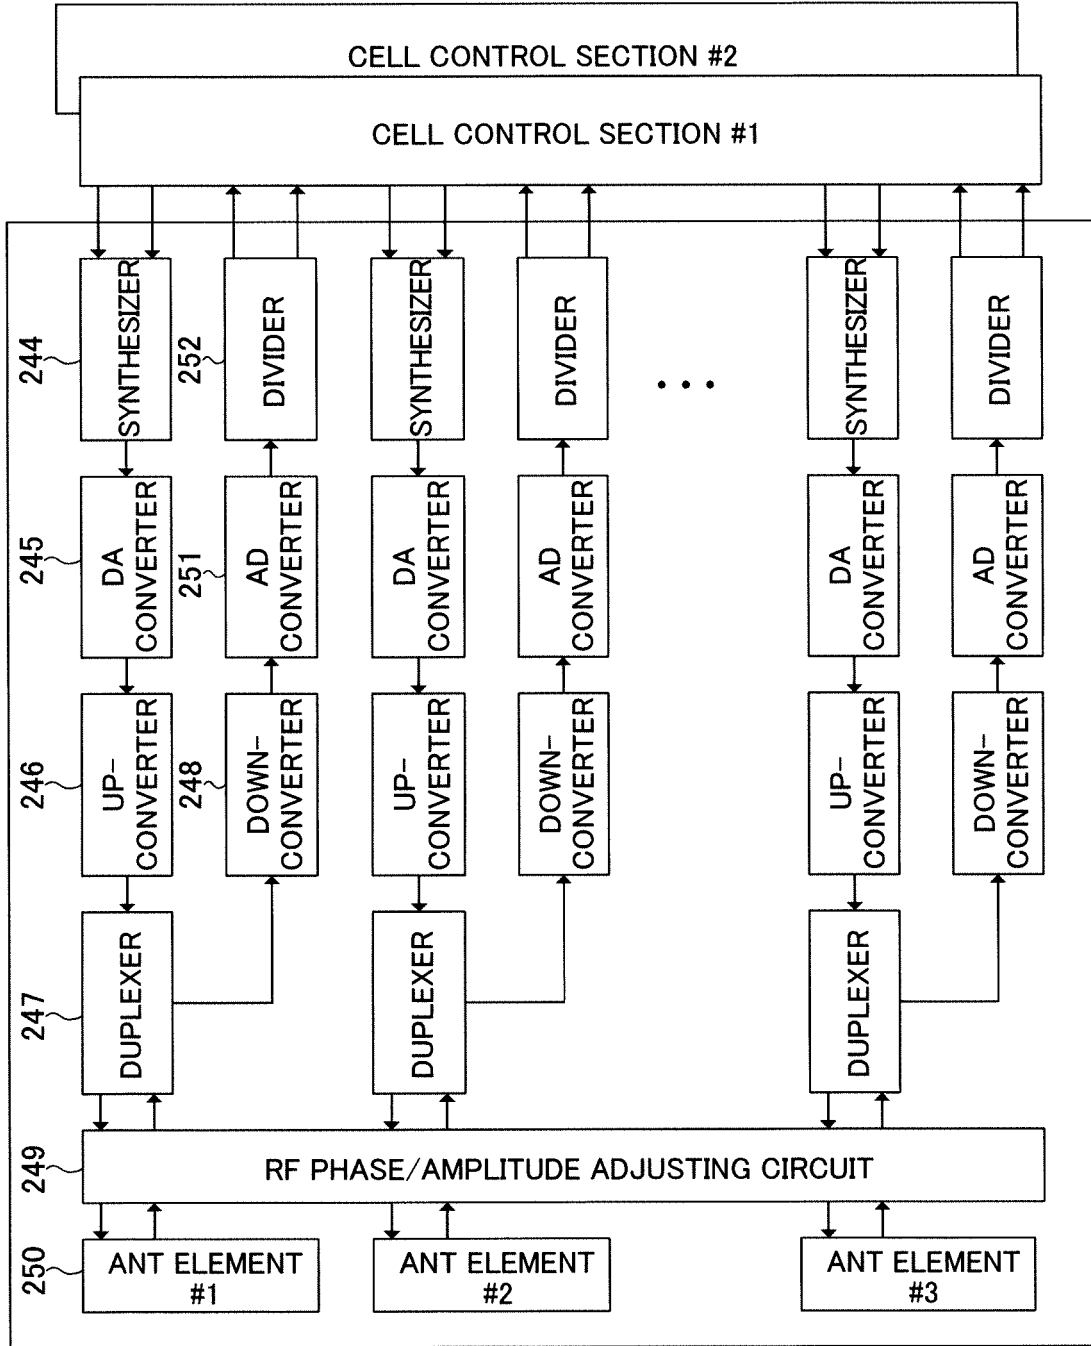 CELL CONTROL SECTION #2
CELL CONTROL SECTION #1
244
SYNTHESIZER
252
DIVIDER
SYNTHESIZER
DIVIDER
...
SYNTHESIZER
DIVIDER
245
DA
CONVERTER
251
AD
CONVERTER
DA
CONVERTER
AD
CONVERTER
DA
CONVERTER
AD
CONVERTER
246
UP-
CONVERTER
248
DOWN-
CONVERTER
UP-
CONVERTER
DOWN-
CONVERTER
UP-
CONVERTER
DOWN-
CONVERTER
247
DUPLEXER
DUPLEXER
DUPLEXER
249
RF PHASE/AMPLITUDE ADJUSTING CIRCUIT
250
ANT ELEMENT
#1
ANT ELEMENT
#2
ANT ELEMENT
#3